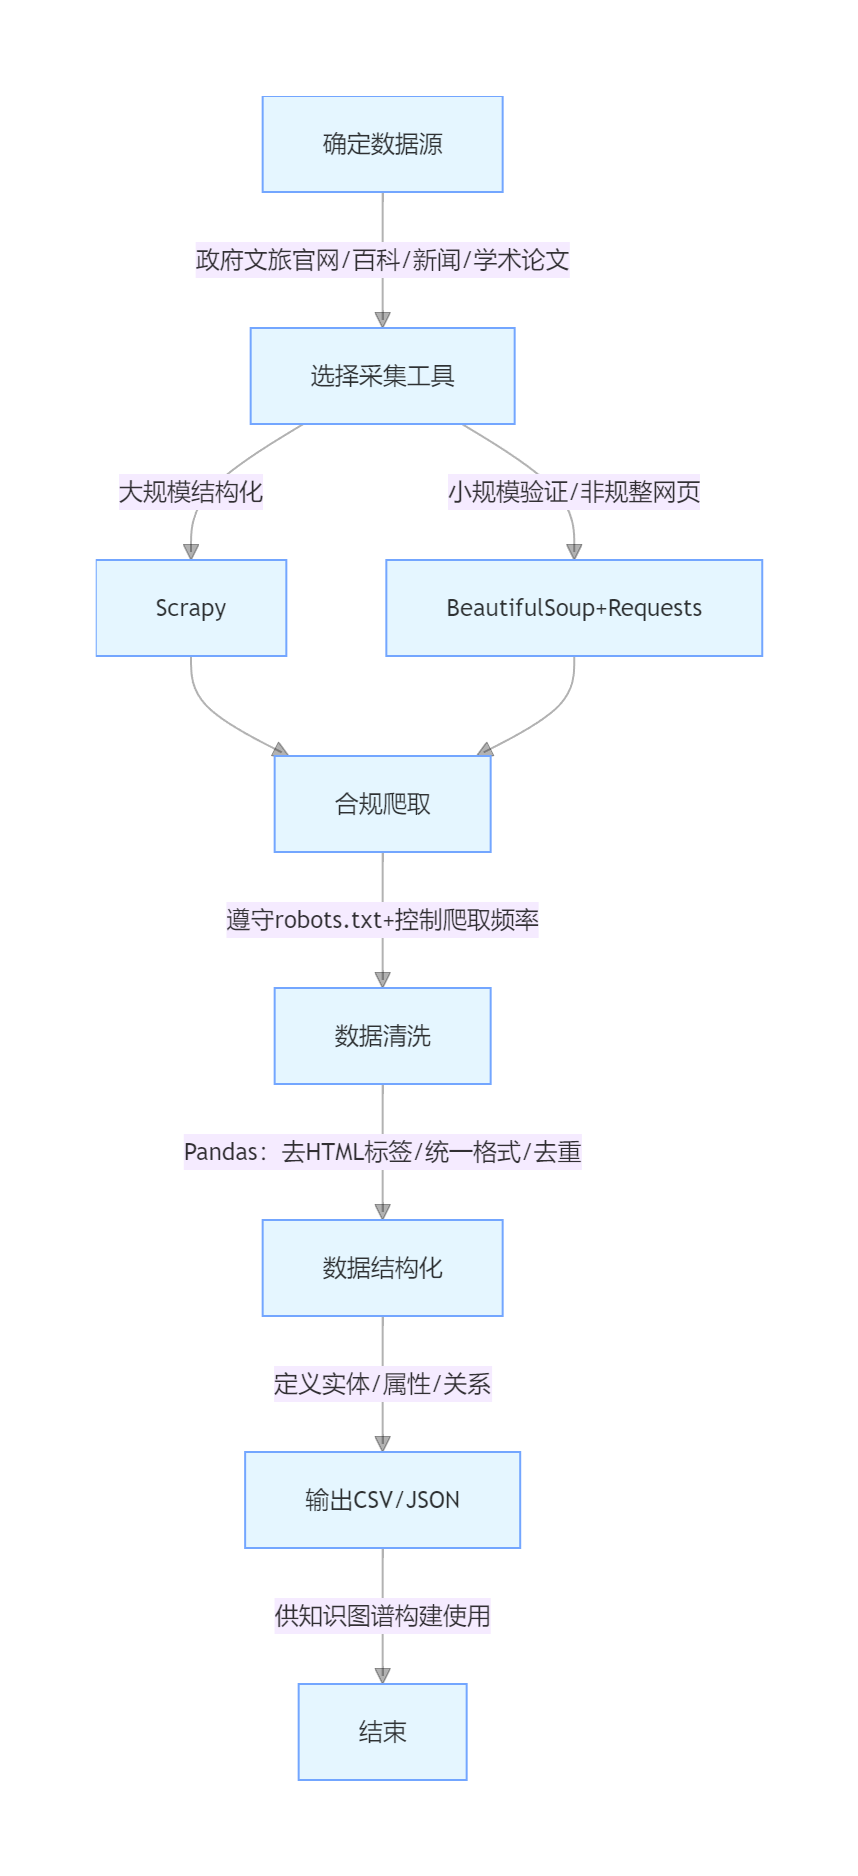 确定数据源
政府文旅官网/百科/新闻/学术论文
选择采集工具
大规模结构化
小规模验证/非规整网页
Scrapy
BeautifulSoup+Requests
合规爬取
遵守robots.txt+控制爬取频率
数据清洗
Pandas：去HTML标签/统一格式/去重
数据结构化
定义实体/属性/关系
输出CSV/JSON
供知识图谱构建使用
结束